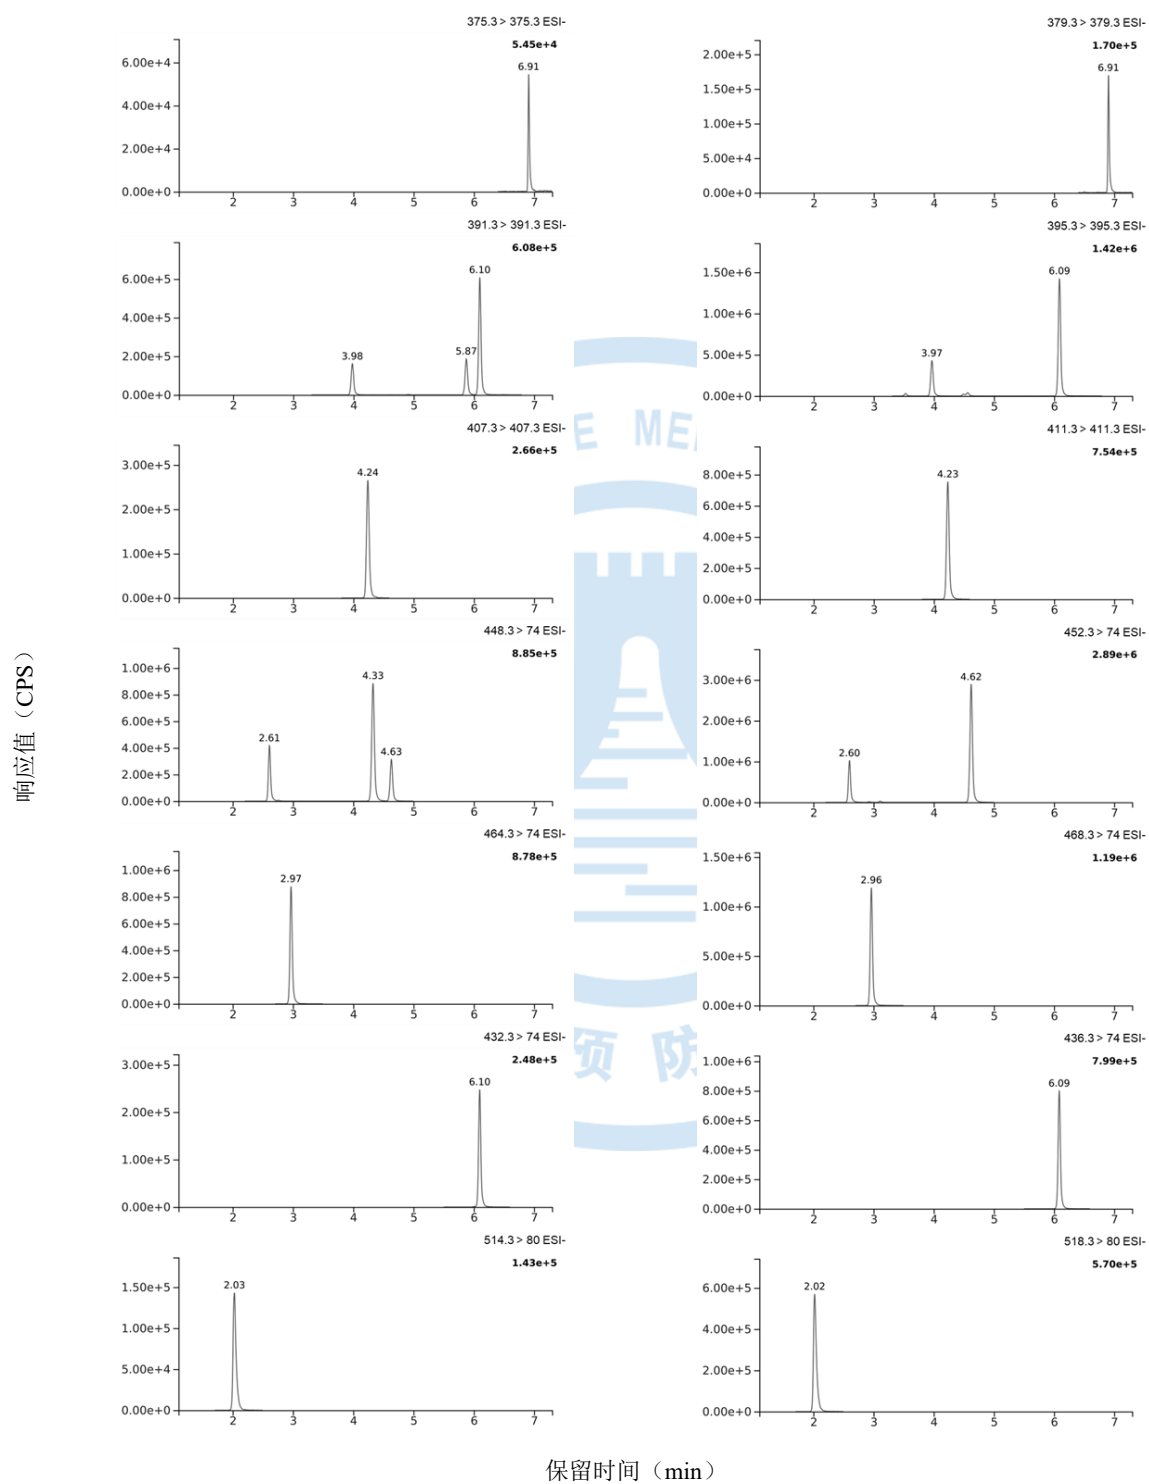 375.3 > 375.3 ESI-
5.45e+4
6.00e+4
6.91
4.00e+4
2.00e+4
0.00e+0
2 3 4 5 6 7
379.3 > 379.3 ESI-
1.70e+5
2.00e+5
6.91
1.50e+5
1.00e+5
5.00e+4
0.00e+0
2 3 4 5 6 7
391.3 > 391.3 ESI-
6.08e+5
6.10
6.00e+5
4.00e+5
3.98 5.87
2.00e+5
0.00e+0
2 3 4 5 6 7
395.3 > 395.3 ESI-
1.42e+6
6.09
1.50e+6
1.00e+6
5.00e+5
3.97
0.00e+0
2 3 4 5 6 7
407.3 > 407.3 ESI-
2.66e+5
3.00e+5
4.24
2.00e+5
1.00e+5
0.00e+0
2 3 4 5 6 7
E ME
411.3 > 411.3 ESI-
7.54e+5
8.00e+5
4.23
6.00e+5
4.00e+5
2.00e+5
0.00e+0
2 3 4 5 6 7
448.3 > 74 ESI-
8.85e+5
1.00e+6
4.33
8.00e+5
6.00e+5
2.61
4.00e+5
4.63
2.00e+5
0.00e+0
2 3 4 5 6 7
452.3 > 74 ESI-
2.89e+6
3.00e+6
4.62
2.00e+6
2.60
1.00e+6
0.00e+0
2 3 4 5 6 7
响应值（CPS）
464.3 > 74 ESI-
8.78e+5
1.00e+6
2.97
8.00e+5
6.00e+5
4.00e+5
2.00e+5
0.00e+0
2 3 4 5 6 7
468.3 > 74 ESI-
1.19e+6
1.50e+6
2.96
1.00e+6
5.00e+5
0.00e+0
2 3 4 5 6 7
432.3 > 74 ESI-
2.48e+5
3.00e+5
6.10
2.00e+5
1.00e+5
0.00e+0
2 3 4 5 6 7
预 防
436.3 > 74 ESI-
7.99e+5
1.00e+6
6.09
8.00e+5
6.00e+5
4.00e+5
2.00e+5
0.00e+0
2 3 4 5 6 7
514.3 > 80 ESI-
1.43e+5
1.50e+5
2.03
1.00e+5
5.00e+4
0.00e+0
2 3 4 5 6 7
518.3 > 80 ESI-
5.70e+5
6.00e+5
2.02
4.00e+5
2.00e+5
0.00e+0
2 3 4 5 6 7
保留时间（min）